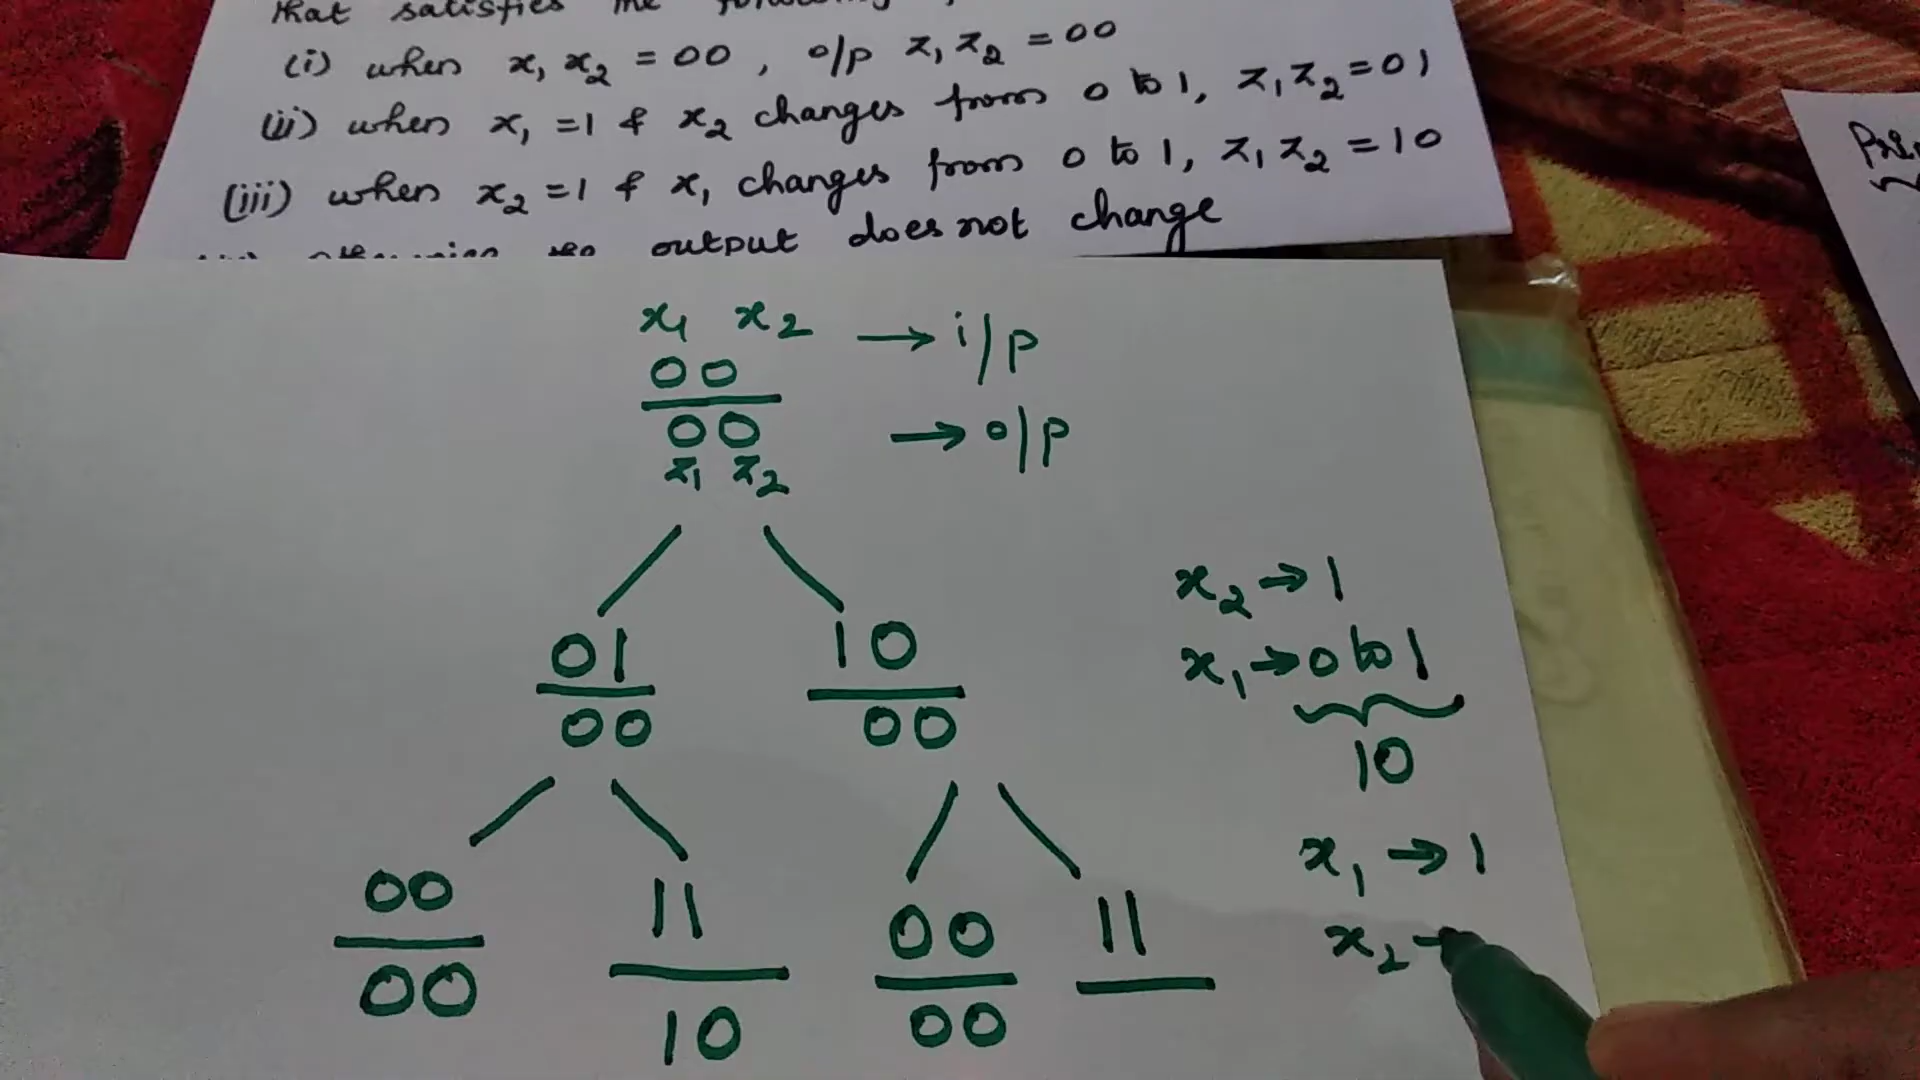 that satisfies the
(i) when x1 x2 = 00, o/p z1 z2 = 00
(ii) when x1 = 1 & x2 changes from 0 to 1, z1 z2 = 01
(iii) when x2 = 1 & x1 changes from 0 to 1, z1 z2 = 10
output does not change
x1 x2 → i/p
00
00 → o/p
z1 z2
01 10
00 00
x2 → 1
x1 → 0 to 1
10
00 11 00 11
00 10 00
x1 → 1
x2 →